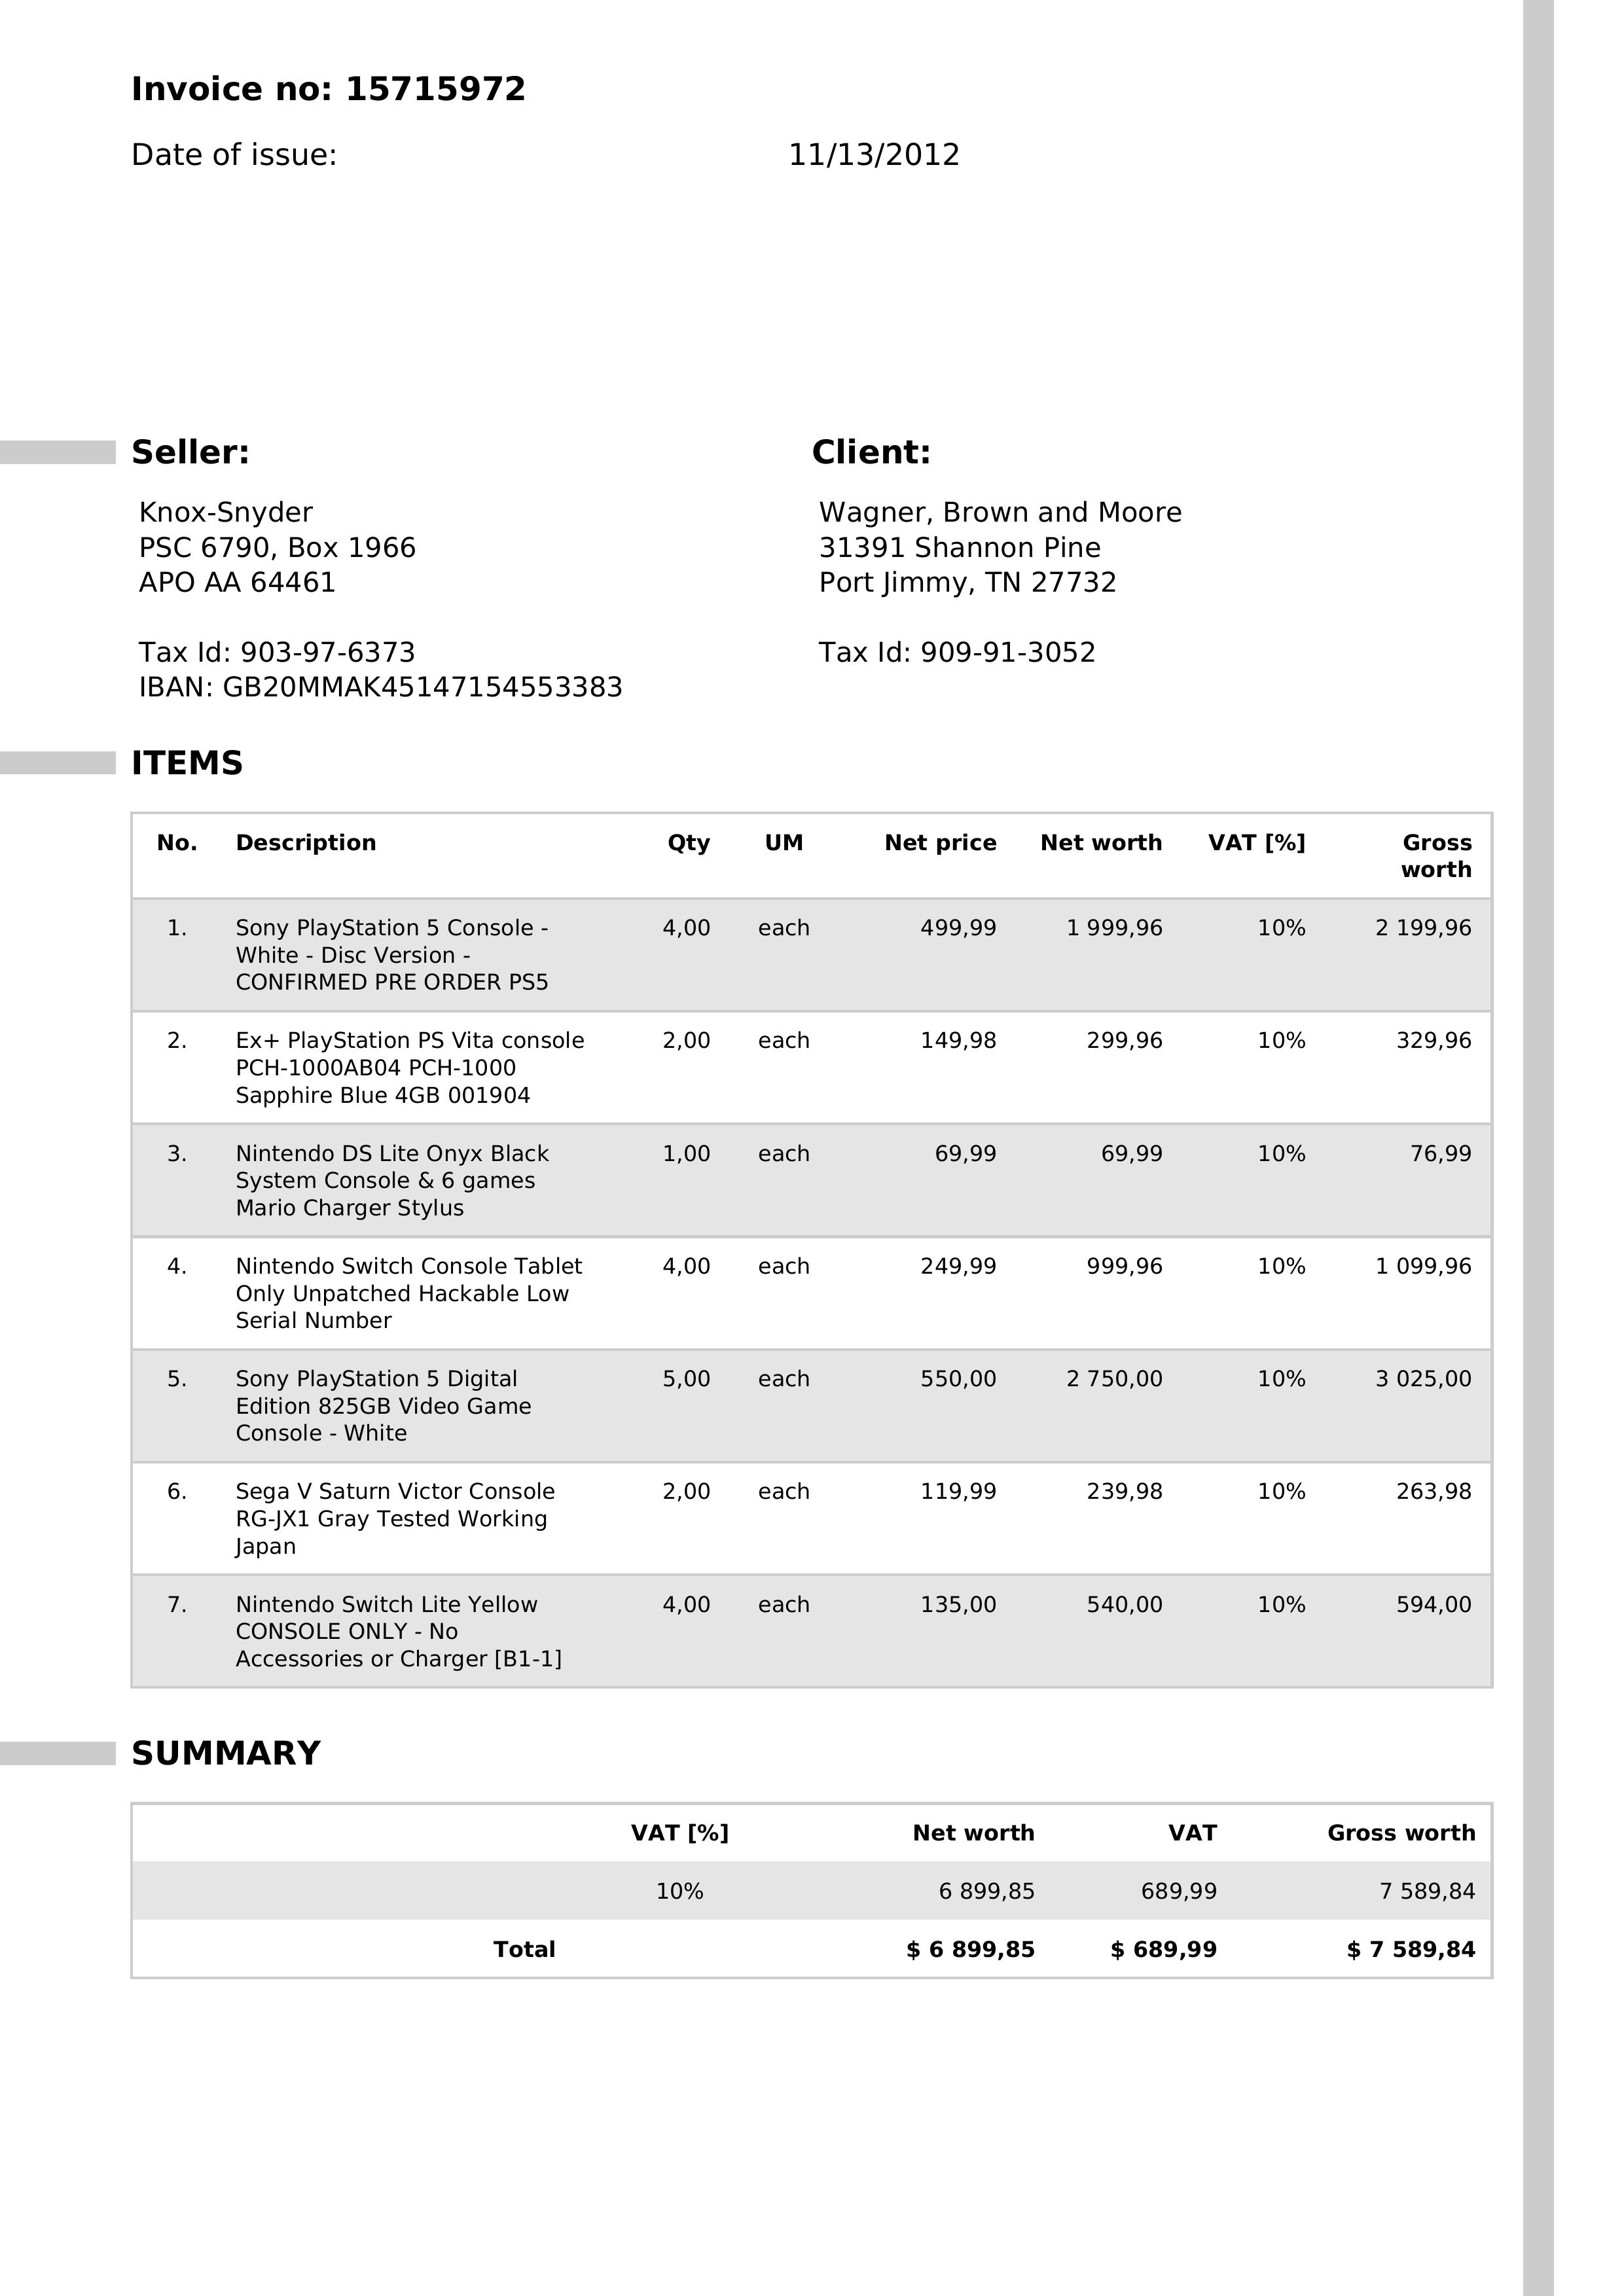 Invoice no: 15715972
Date of issue: 11/13/2012
Seller:
Knox-Snyder
PSC 6790, Box 1966
APO AA 64461
Tax Id: 903-97-6373
IBAN: GB20MMAK45147154553383
Client:
Wagner, Brown and Moore
31391 Shannon Pine
Port Jimmy, TN 27732
Tax Id: 909-91-3052
ITEMS
No. Description Qty UM Net price Net worth VAT [%] Gross
worth
1. Sony PlayStation 5 Console - 4,00 each 499,99 1 999,96 10% 2 199,96
White - Disc Version -
CONFIRMED PRE ORDER PS5
2. Ex+ PlayStation PS Vita console 2,00 each 149,98 299,96 10% 329,96
PCH-1000AB04 PCH-1000
Sapphire Blue 4GB 001904
3. Nintendo DS Lite Onyx Black 1,00 each 69,99 69,99 10% 76,99
System Console & 6 games
Mario Charger Stylus
4. Nintendo Switch Console Tablet 4,00 each 249,99 999,96 10% 1 099,96
Only Unpatched Hackable Low
Serial Number
5. Sony PlayStation 5 Digital 5,00 each 550,00 2 750,00 10% 3 025,00
Edition 825GB Video Game
Console - White
6. Sega V Saturn Victor Console 2,00 each 119,99 239,98 10% 263,98
RG-JX1 Gray Tested Working
Japan
7. Nintendo Switch Lite Yellow 4,00 each 135,00 540,00 10% 594,00
CONSOLE ONLY - No
Accessories or Charger [B1-1]
SUMMARY
VAT [%] Net worth VAT Gross worth
10% 6 899,85 689,99 7 589,84
Total $ 6 899,85 $ 689,99 $ 7 589,84